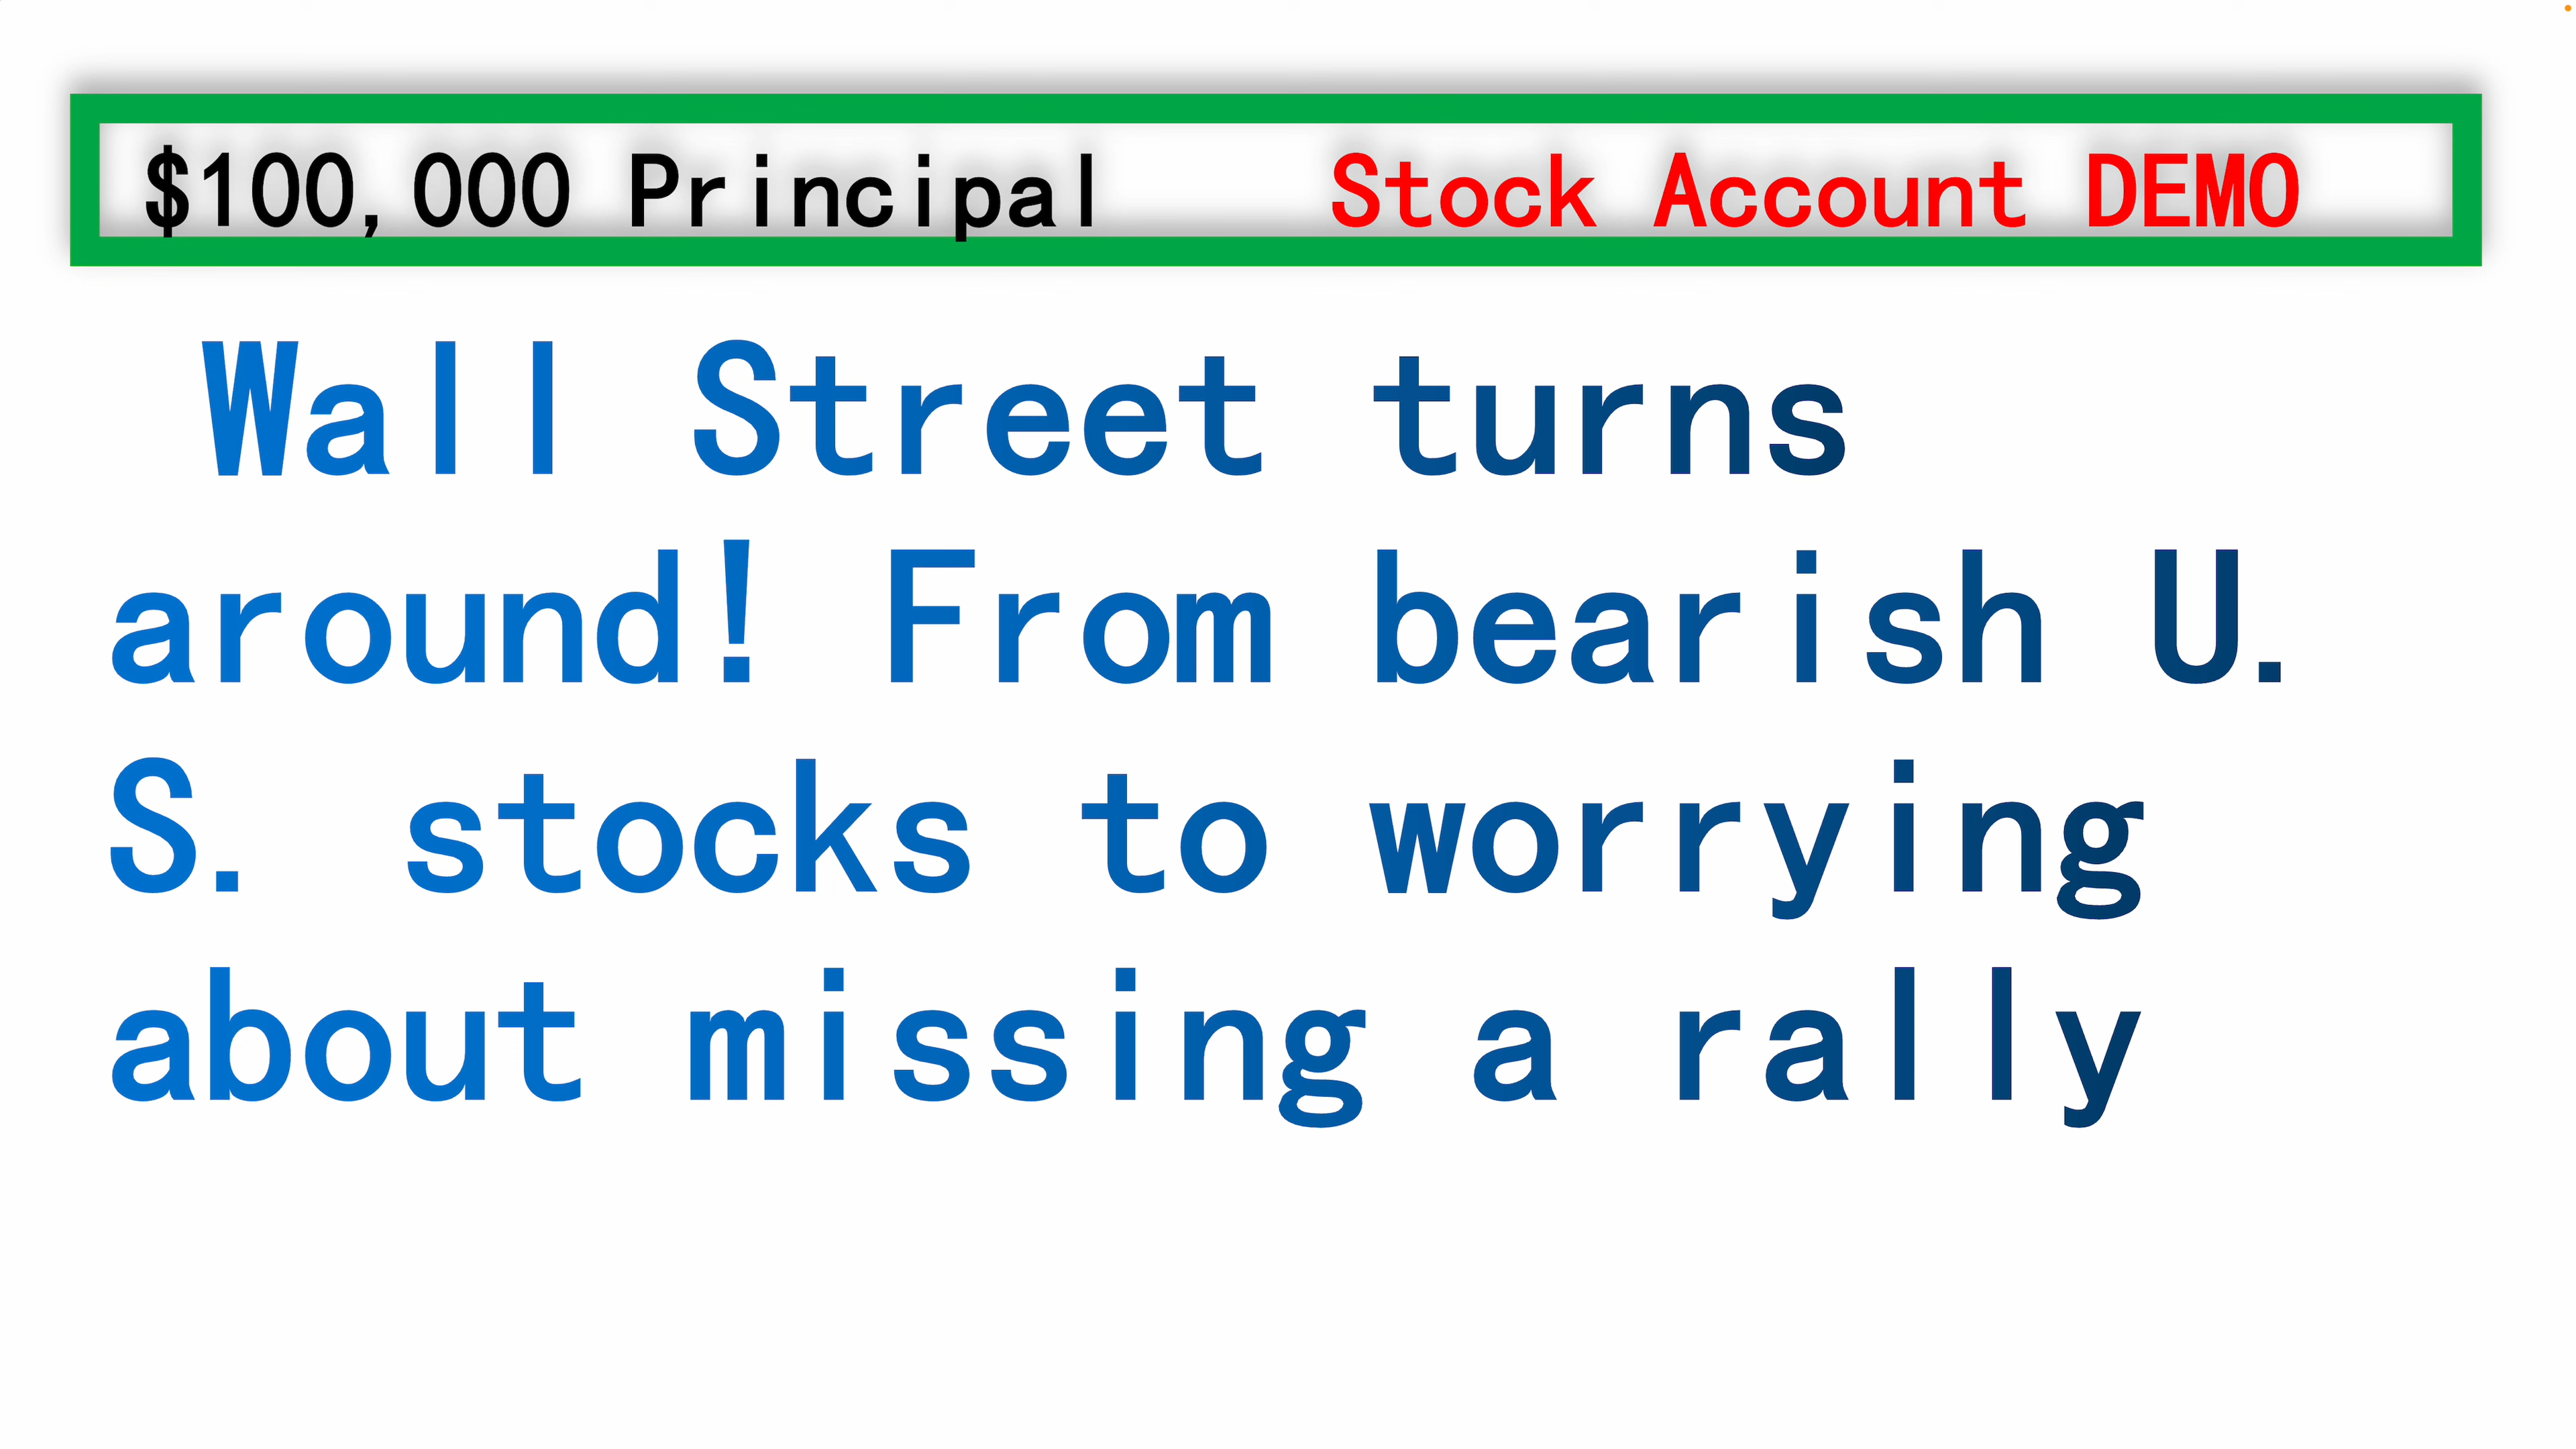 $100,000 Principal Stock Account DEMO
Wall Street turns
around! From bearish U.
S. stocks to worrying
about missing a rally